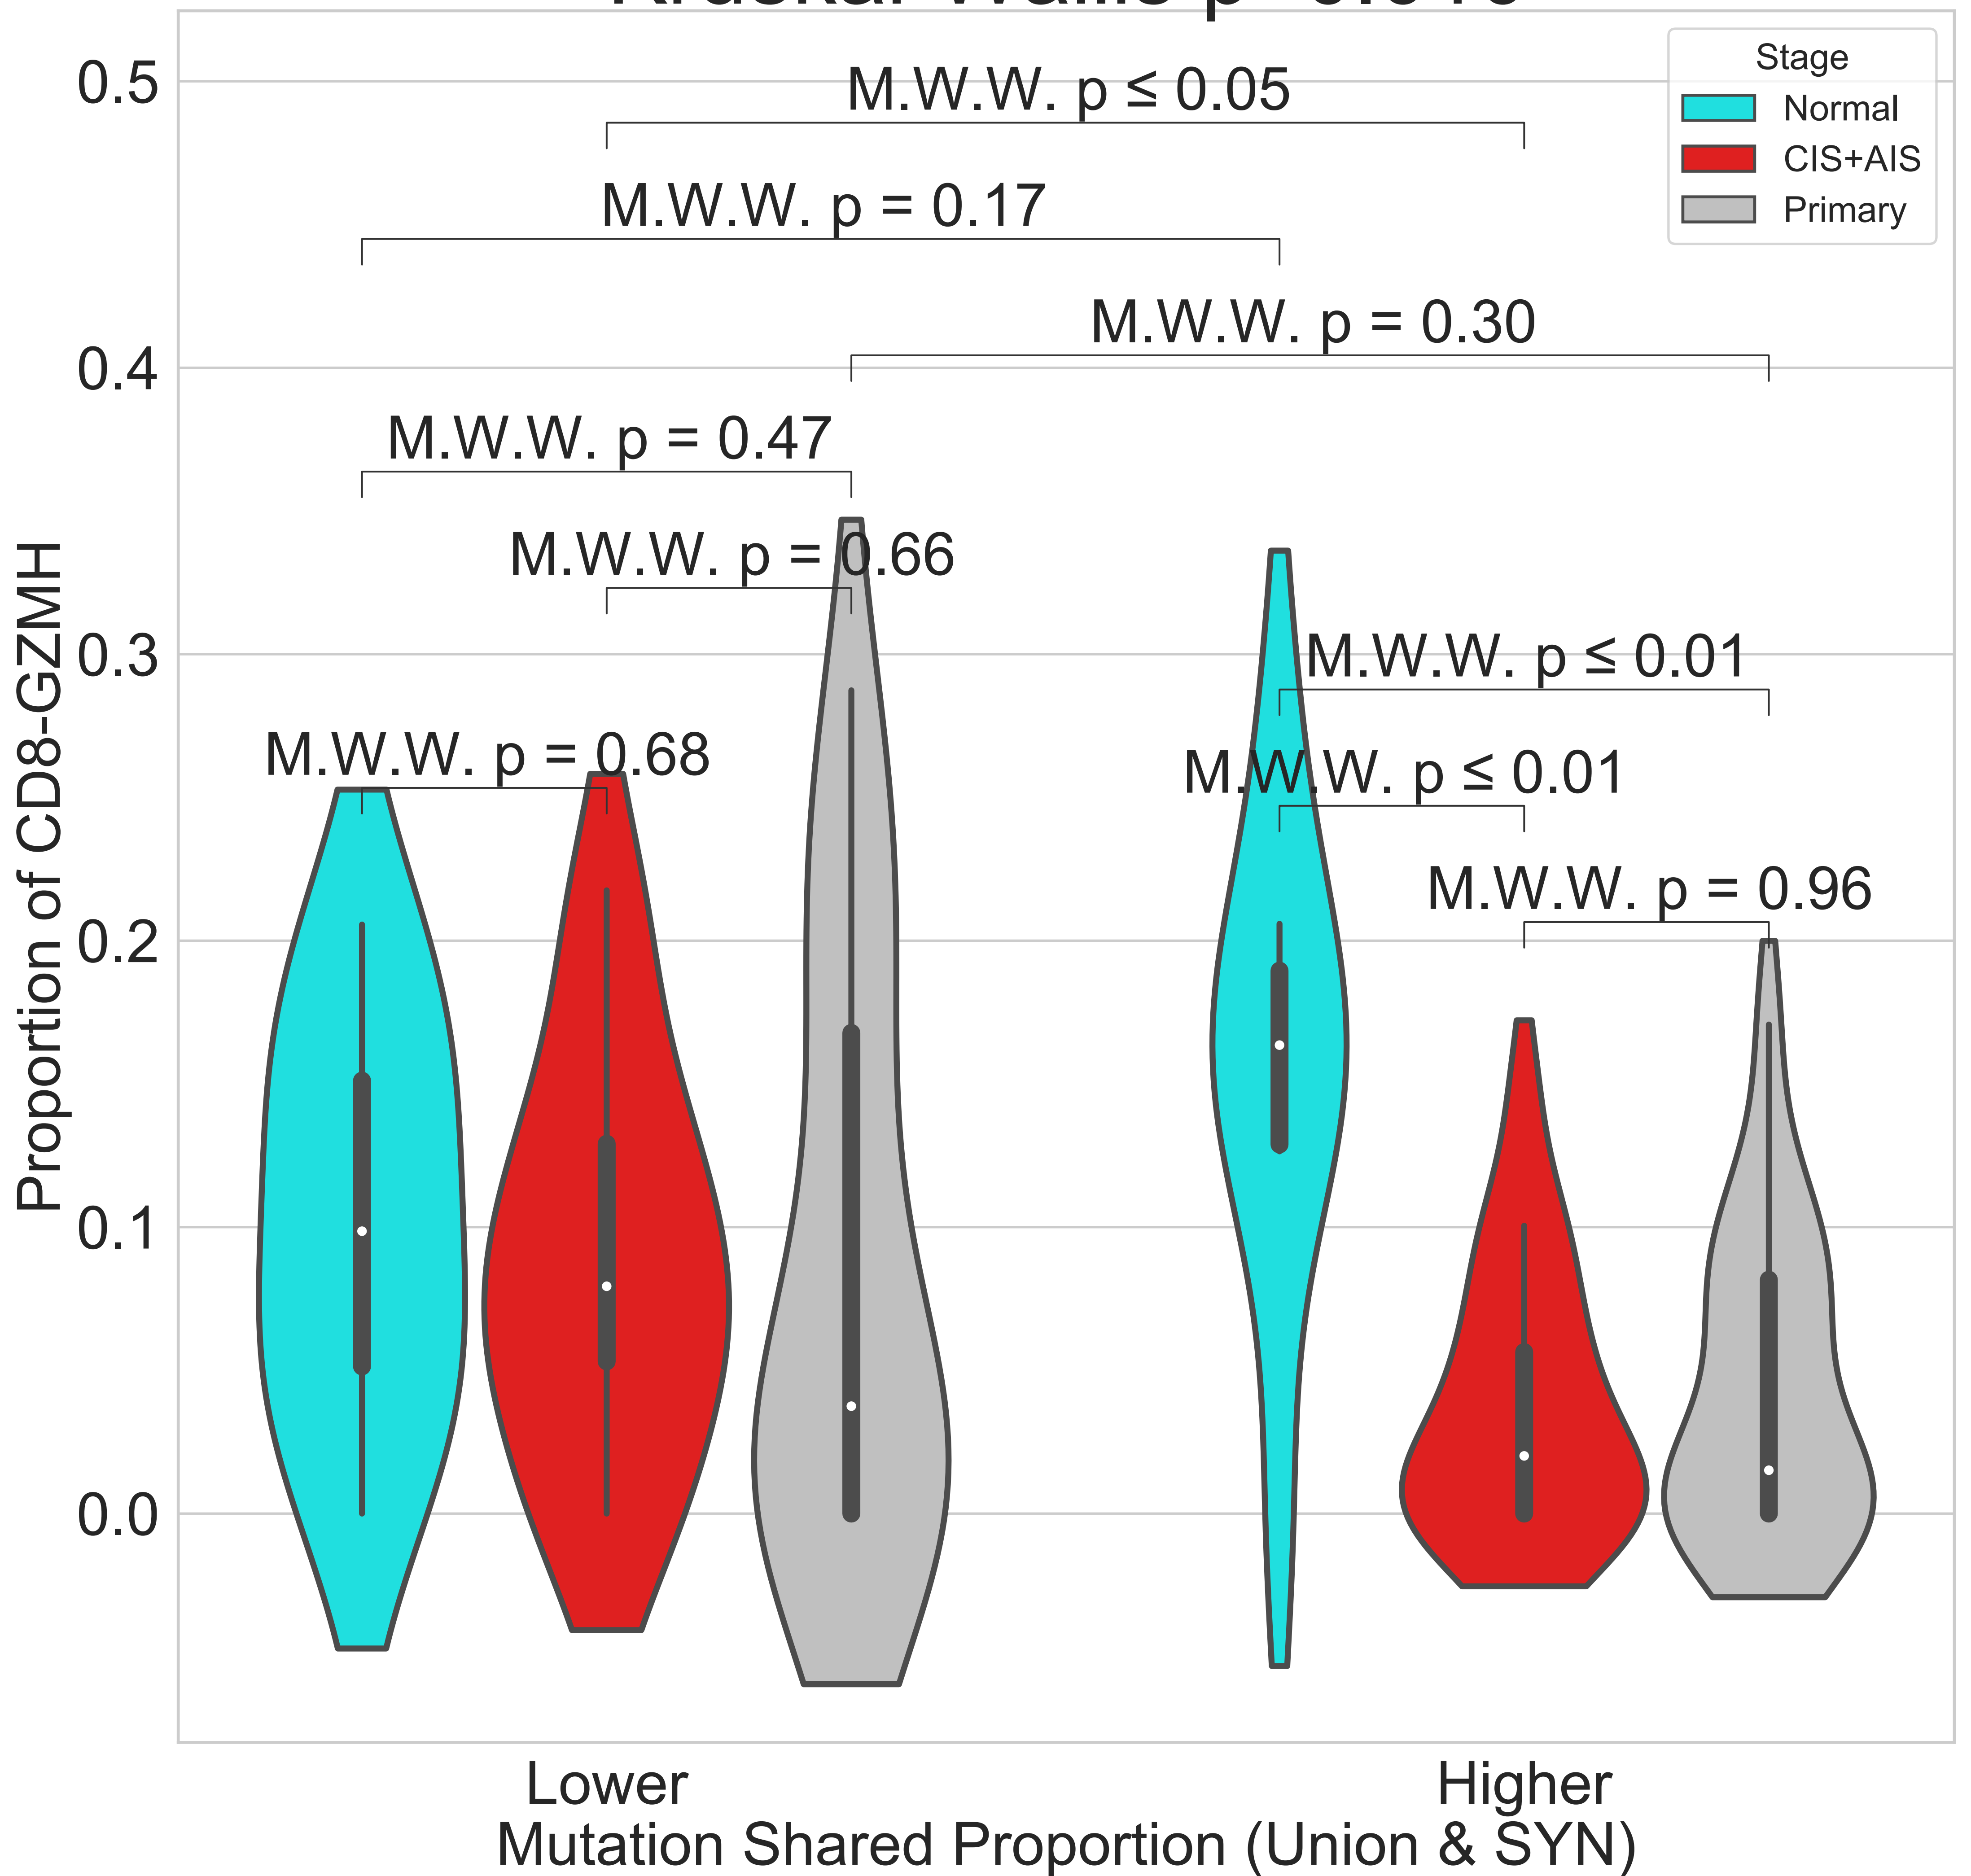 0.5
0.4
0.3
0.2
0.1
0.0
Proportion of CD8-GZMH
Stage
Normal
CIS+AIS
Primary
M.W.W. p ≤ 0.05
M.W.W. p = 0.17
M.W.W. p = 0.30
M.W.W. p = 0.47
M.W.W. p = 0.66
M.W.W. p ≤ 0.01
M.W.W. p = 0.68
M.W.W. p ≤ 0.01
M.W.W. p = 0.96
Lower
Higher
Mutation Shared Proportion (Union & SYN)